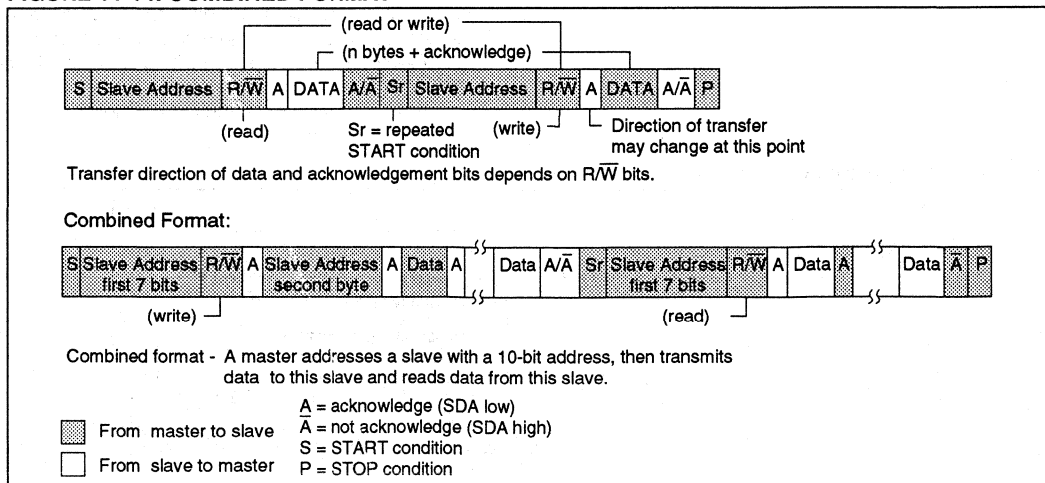 (read or write)
(n bytes + acknowledge)
S Slave Address R/W̅ A DATA A/A̅ Sr Slave Address R/W̅ A DATA A/A̅ P
(read) Sr = repeated (write) Direction of transfer
START condition may change at this point
Transfer direction of data and acknowledgement bits depends on R/W̅ bits.
Combined Format:
S Slave Address R/W̅ A Slave Address A Data A Data A/A̅ Sr Slave Address R/W̅ A Data A Data A̅ P
first 7 bits second byte first 7 bits
(write) (read)
Combined format - A master addresses a slave with a 10-bit address, then transmits
data to this slave and reads data from this slave.
A = acknowledge (SDA low)
From master to slave A̅ = not acknowledge (SDA high)
S = START condition
From slave to master P = STOP condition